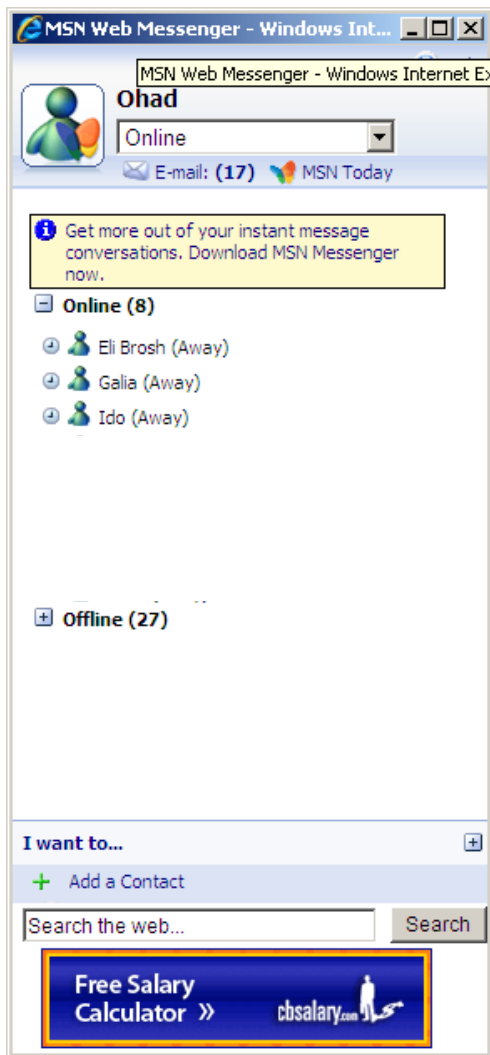 MSN Web Messenger - Windows Int...
MSN Web Messenger - Windows Internet Ex
Ohad
Online
E-mail: (17) MSN Today
Get more out of your instant message
conversations. Download MSN Messenger
now.
Online (8)
Eli Brosh (Away)
Galia (Away)
Ido (Away)
Offline (27)
I want to...
Add a Contact
Search the web... Search
Free Salary
Calculator » cbsalary.com